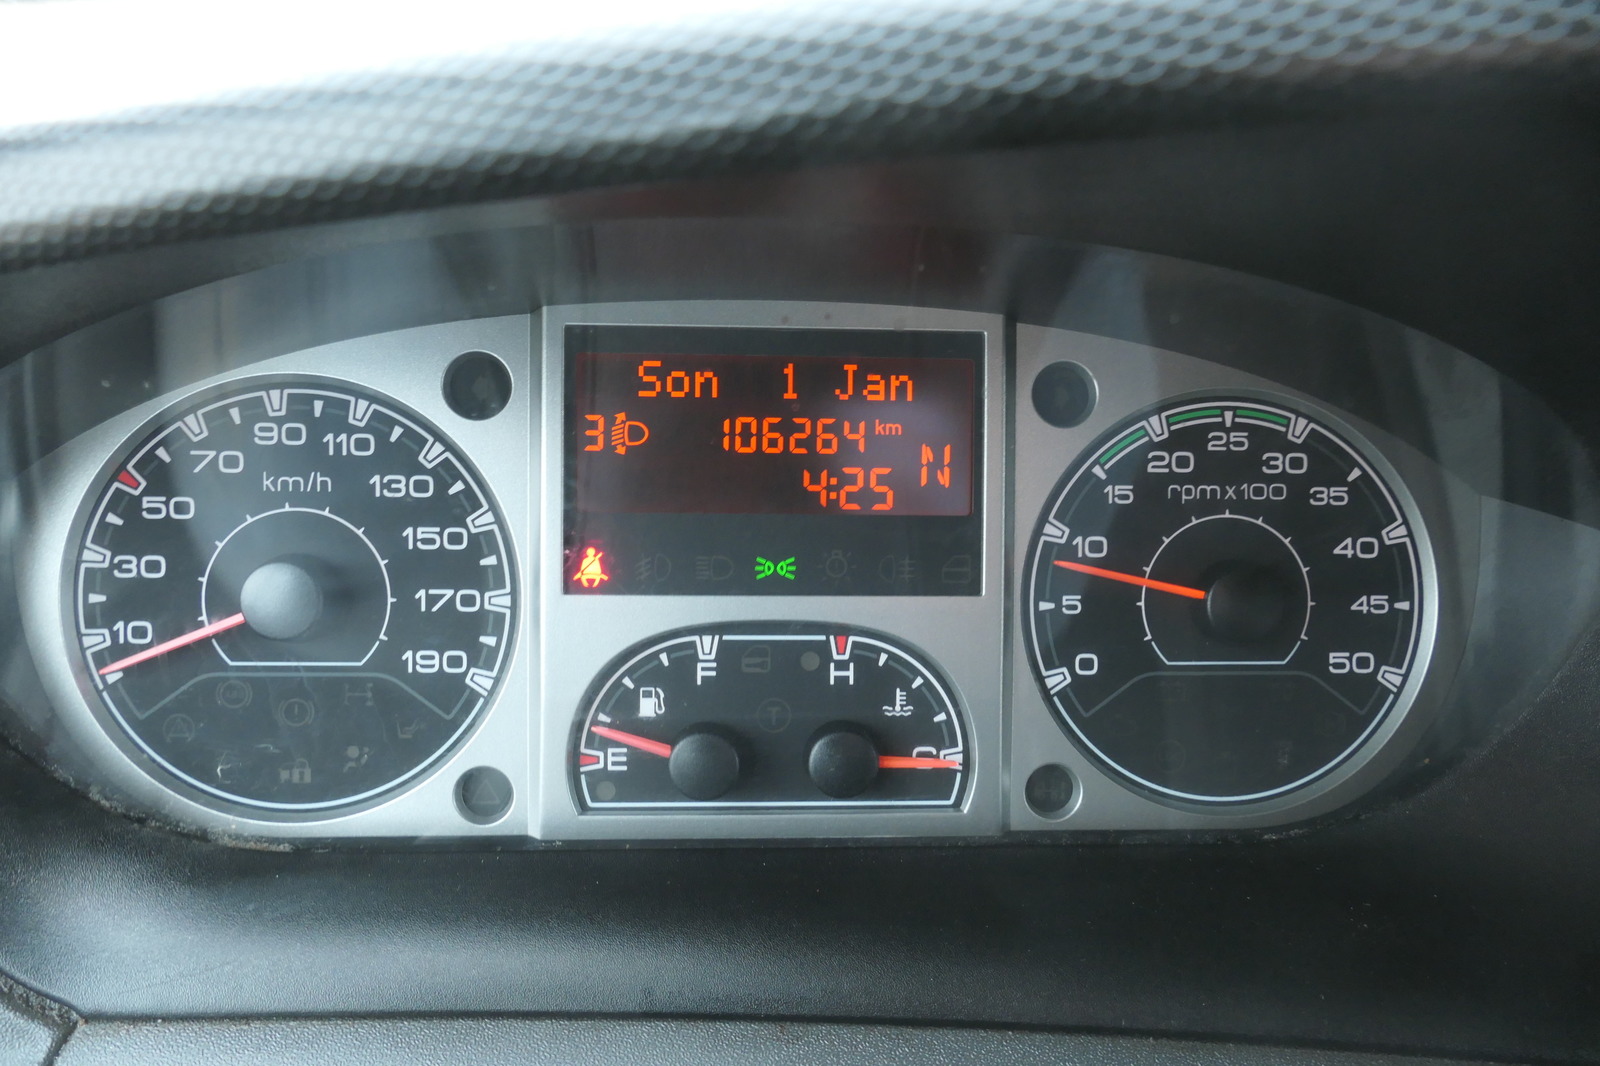 Son 1 Jan
3 106264 km
4:25 N
10 30 50 70 90 110 130 150 170 190
km/h
F H
E C
0 5 10 15 20 25 30 35 40 45 50
rpm x 100